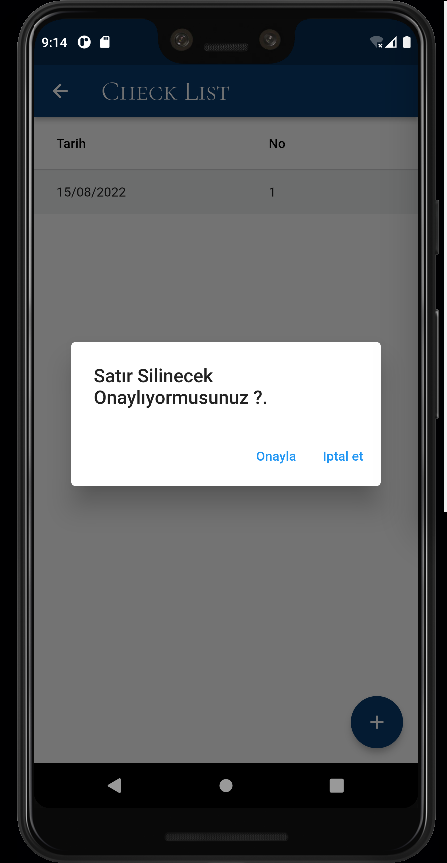 9:14
Check List
Tarih No
15/08/2022 1
Satır Silinecek
Onaylıyormusunuz ?.
Onayla Iptal et